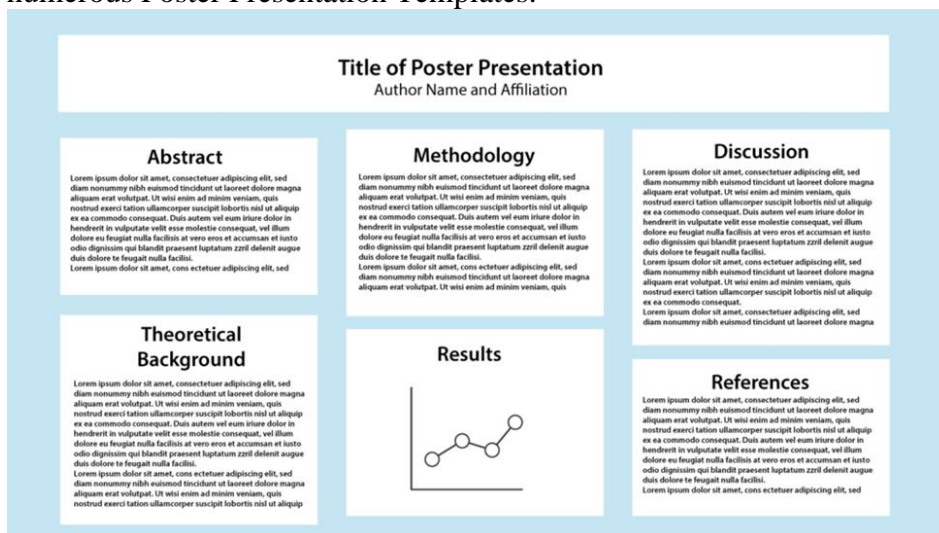 numerous Poster Presentation Templates.
Title of Poster Presentation
Author Name and Affiliation
Abstract
Lorem ipsum dolor sit amet, consectetuer adipiscing elit, sed
diam nonummy nibh euismod tincidunt ut laoreet dolore magna
aliquam erat volutpat. Ut wisi enim ad minim veniam, quis
nostrud exerci tation ullamcorper suscipit lobortis nisl ut aliquip
ex ea commodo consequat. Duis autem vel eum iriure dolor in
hendrerit in vulputate velit esse molestie consequat, vel illum
dolore eu feugiat nulla facilisis at vero eros et accumsan et iusto
odio dignissim qui blandit praesent luptatum zzril delenit augue
duis dolore te feugait nulla facilisi.
Lorem ipsum dolor sit amet, cons ectetuer adipiscing elit, sed
Theoretical
Background
Lorem ipsum dolor sit amet, consectetuer adipiscing elit, sed
diam nonummy nibh euismod tincidunt ut laoreet dolore magna
aliquam erat volutpat. Ut wisi enim ad minim veniam, quis
nostrud exerci tation ullamcorper suscipit lobortis nisl ut aliquip
ex ea commodo consequat. Duis autem vel eum iriure dolor in
hendrerit in vulputate velit esse molestie consequat, vel illum
dolore eu feugiat nulla facilisis at vero eros et accumsan et iusto
odio dignissim qui blandit praesent luptatum zzril delenit augue
duis dolore te feugait nulla facilisi.
Lorem ipsum dolor sit amet, cons ectetuer adipiscing elit, sed
diam nonummy nibh euismod tincidunt ut laoreet dolore magna
aliquam erat volutpat. Ut wisi enim ad minim veniam, quis
nostrud exerci tation ullamcorper suscipit lobortis nisl ut aliquip
Methodology
Lorem ipsum dolor sit amet, consectetuer adipiscing elit, sed
diam nonummy nibh euismod tincidunt ut laoreet dolore magna
aliquam erat volutpat. Ut wisi enim ad minim veniam, quis
nostrud exerci tation ullamcorper suscipit lobortis nisl ut aliquip
ex ea commodo consequat. Duis autem vel eum iriure dolor in
hendrerit in vulputate velit esse molestie consequat, vel illum
dolore eu feugiat nulla facilisis at vero eros et accumsan et iusto
odio dignissim qui blandit praesent luptatum zzril delenit augue
duis dolore te feugait nulla facilisi.
Lorem ipsum dolor sit amet, cons ectetuer adipiscing elit, sed
diam nonummy nibh euismod tincidunt ut laoreet dolore magna
aliquam erat volutpat. Ut wisi enim ad minim veniam, quis
Results
Discussion
Lorem ipsum dolor sit amet, consectetuer adipiscing elit, sed
diam nonummy nibh euismod tincidunt ut laoreet dolore magna
aliquam erat volutpat. Ut wisi enim ad minim veniam, quis
nostrud exerci tation ullamcorper suscipit lobortis nisl ut aliquip
ex ea commodo consequat. Duis autem vel eum iriure dolor in
hendrerit in vulputate velit esse molestie consequat, vel illum
dolore eu feugiat nulla facilisis at vero eros et accumsan et iusto
odio dignissim qui blandit praesent luptatum zzril delenit augue
duis dolore te feugait nulla facilisi.
Lorem ipsum dolor sit amet, cons ectetuer adipiscing elit, sed
diam nonummy nibh euismod tincidunt ut laoreet dolore magna
aliquam erat volutpat. Ut wisi enim ad minim veniam, quis
nostrud exerci tation ullamcorper suscipit lobortis nisl ut aliquip
ex ea commodo consequat.
Lorem ipsum dolor sit amet, cons ectetuer adipiscing elit, sed
diam nonummy nibh euismod tincidunt ut laoreet dolore magna
References
Lorem ipsum dolor sit amet, consectetuer adipiscing elit, sed
diam nonummy nibh euismod tincidunt ut laoreet dolore magna
aliquam erat volutpat. Ut wisi enim ad minim veniam, quis
nostrud exerci tation ullamcorper suscipit lobortis nisl ut aliquip
ex ea commodo consequat. Duis autem vel eum iriure dolor in
hendrerit in vulputate velit esse molestie consequat, vel illum
dolore eu feugiat nulla facilisis at vero eros et accumsan et iusto
odio dignissim qui blandit praesent luptatum zzril delenit augue
duis dolore te feugait nulla facilisi.
Lorem ipsum dolor sit amet, cons ectetuer adipiscing elit, sed